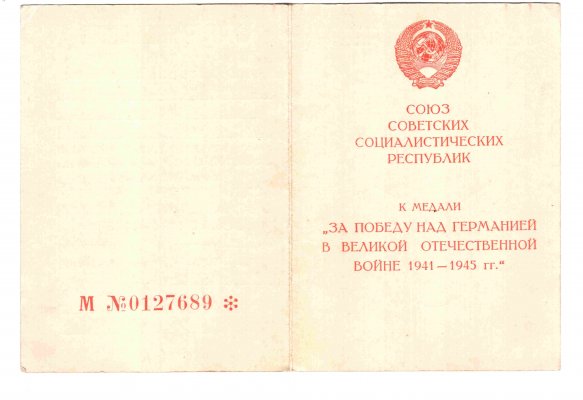 М №0127689 ✻
СОЮЗ
СОВЕТСКИХ
СОЦИАЛИСТИЧЕСКИХ
РЕСПУБЛИК
К МЕДАЛИ
„ЗА ПОБЕДУ НАД ГЕРМАНИЕЙ
В ВЕЛИКОЙ ОТЕЧЕСТВЕННОЙ
ВОЙНЕ 1941—1945 гг.“